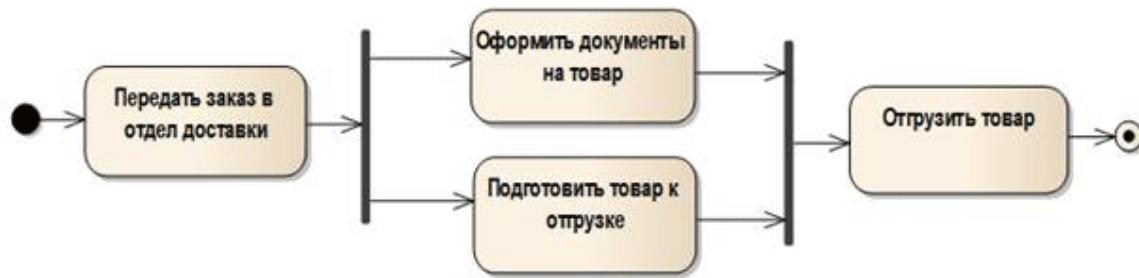 Передать заказ в
отдел доставки
Оформить документы
на товар
Подготовить товар к
отгрузке
Отгрузить товар